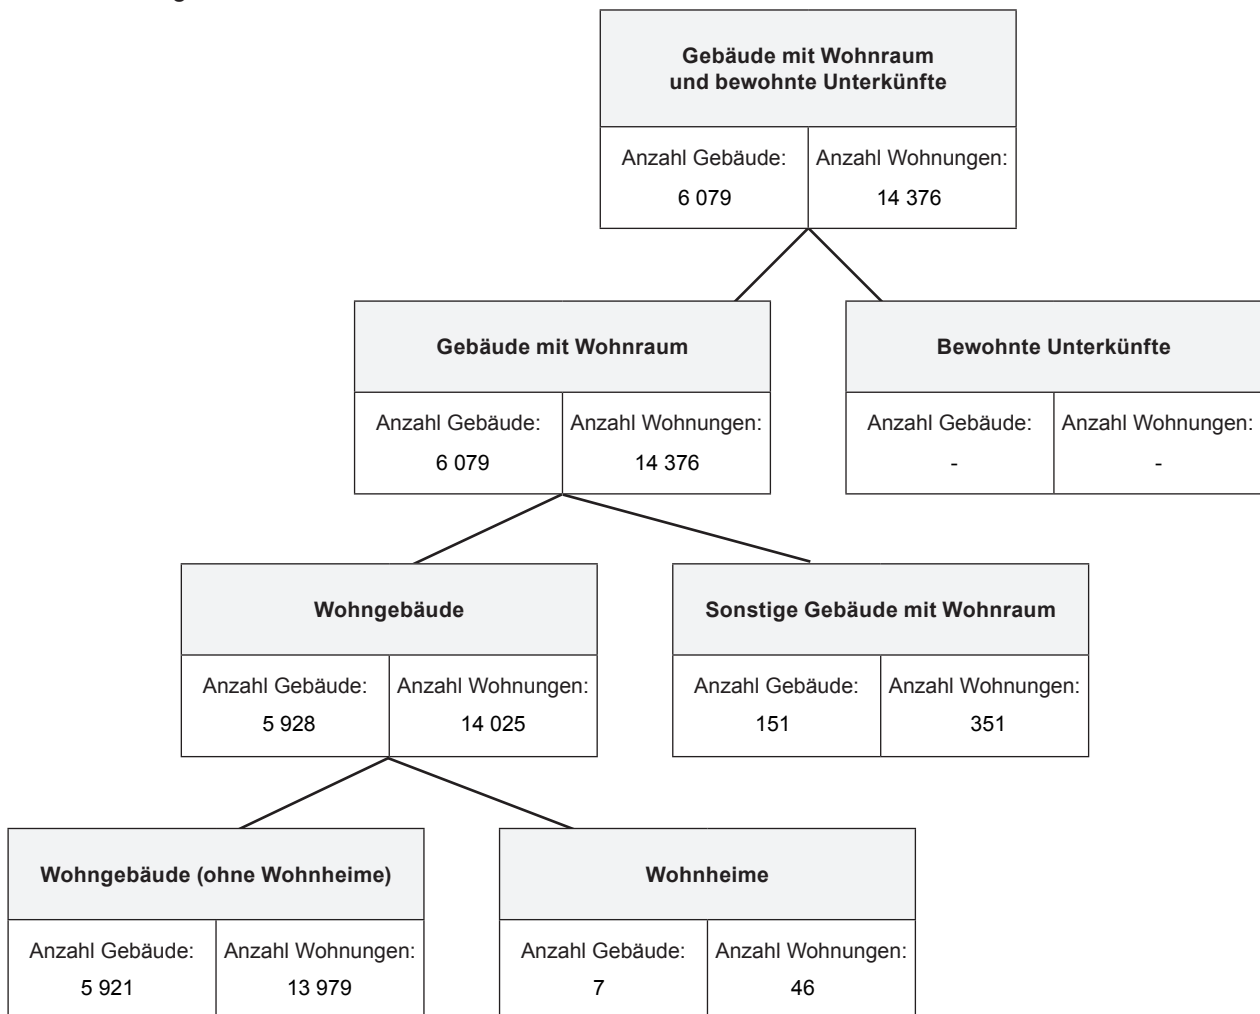 Gebäude mit Wohnraum
und bewohnte Unterkünfte
Anzahl Gebäude: Anzahl Wohnungen:
6 079 14 376
Gebäude mit Wohnraum
Anzahl Gebäude: Anzahl Wohnungen:
6 079 14 376
Bewohnte Unterkünfte
Anzahl Gebäude: Anzahl Wohnungen:
- -
Wohngebäude
Anzahl Gebäude: Anzahl Wohnungen:
5 928 14 025
Sonstige Gebäude mit Wohnraum
Anzahl Gebäude: Anzahl Wohnungen:
151 351
Wohngebäude (ohne Wohnheime)
Anzahl Gebäude: Anzahl Wohnungen:
5 921 13 979
Wohnheime
Anzahl Gebäude: Anzahl Wohnungen:
7 46